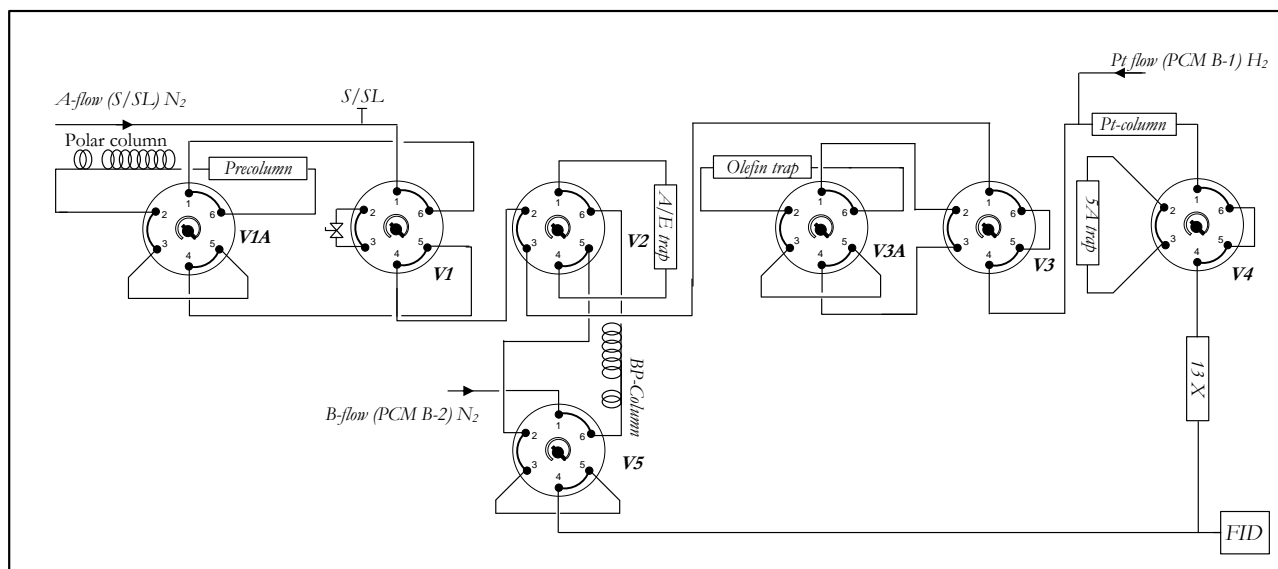 Pt flow (PCM B-1) H2
A-flow (S/SL) N2
S/SL
Polar column
Precolumn
Olefin trap
Pt-column
A/E trap
5A trap
1
2
3
4
5
6
V1A
1
2
3
4
5
6
V1
1
2
3
4
5
6
V2
1
2
3
4
5
6
V3A
1
2
3
4
5
6
V3
1
2
3
4
5
6
V4
BP-Column
13 X
B-flow (PCM B-2) N2
1
2
3
4
5
6
V5
FID